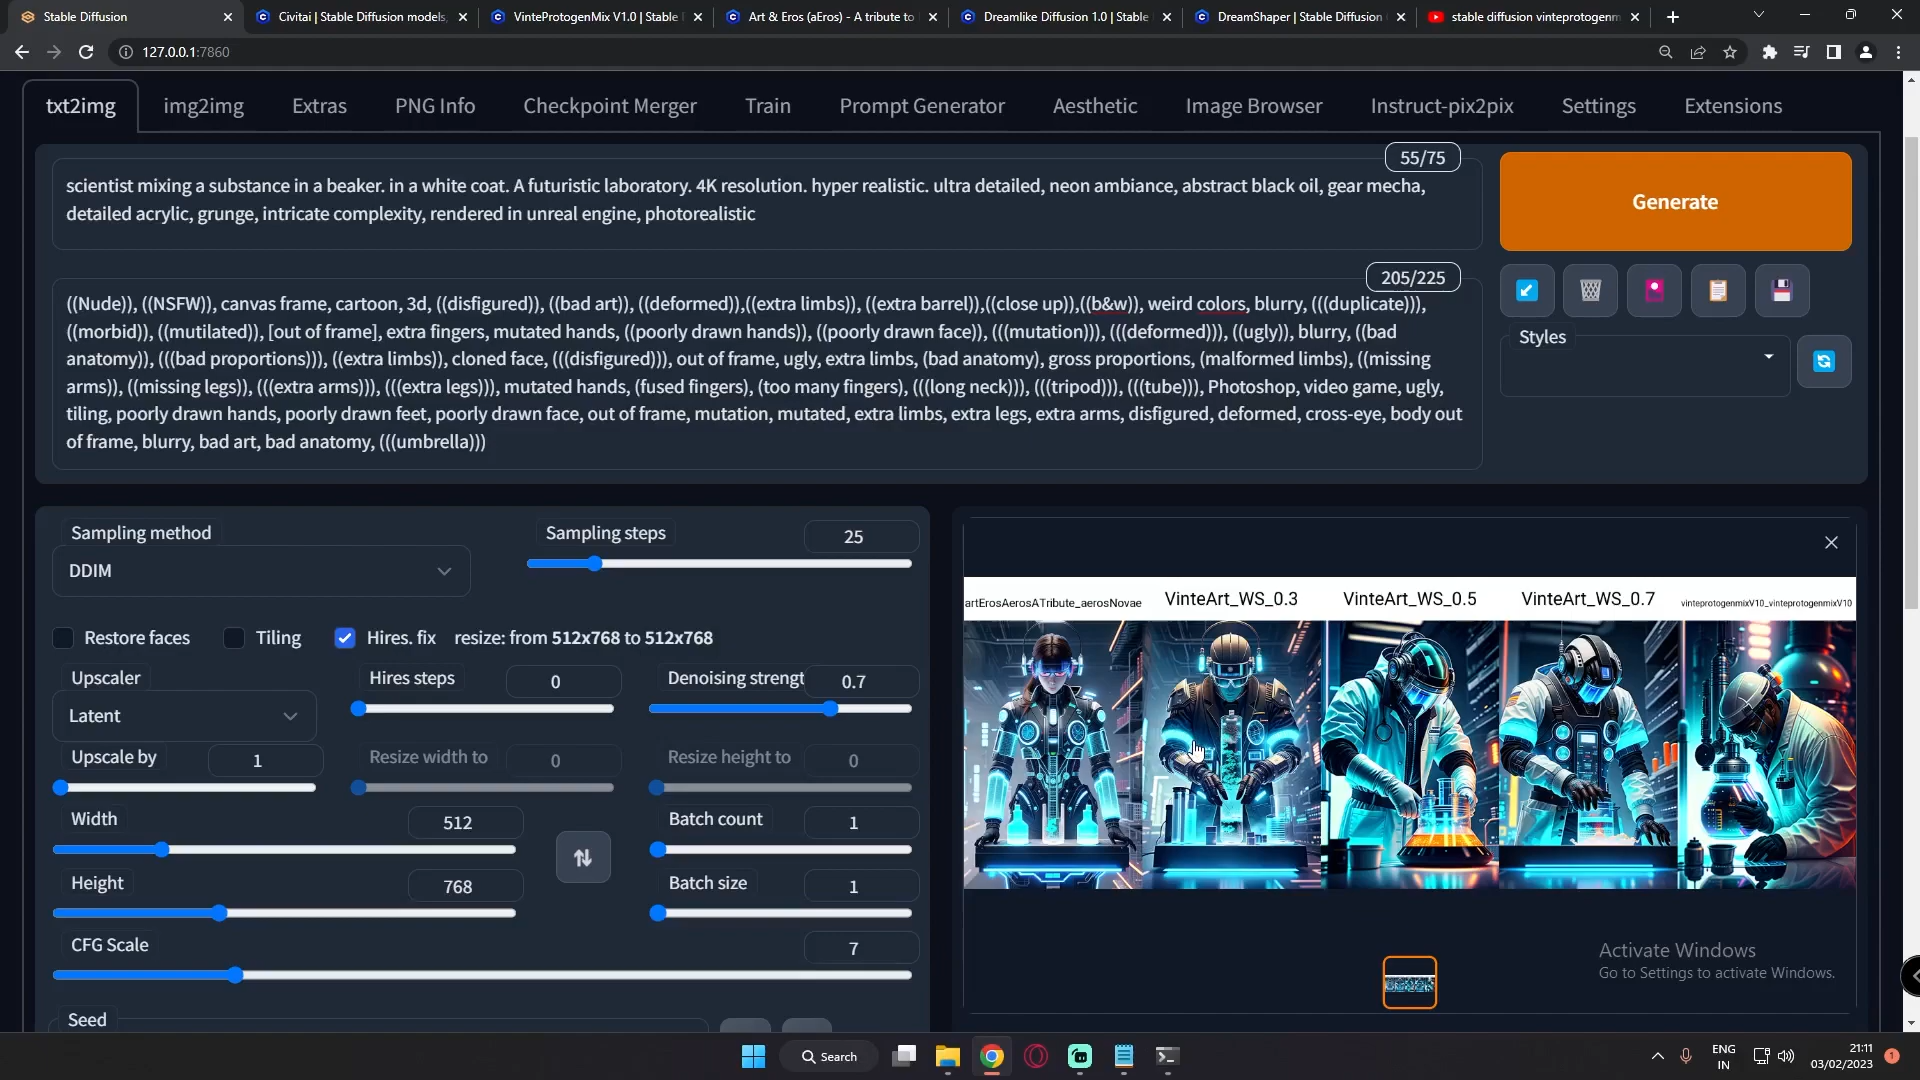 Stable Diffusion
Civitai | Stable Diffusion models,
VinteProtogenMix V1.0 | Stable
Art & Eros (aEros) - A tribute to
Dreamlike Diffusion 1.0 | Stable
DreamShaper | Stable Diffusion
stable diffusion vinteprotogenm
127.0.0.1:7860
txt2img
img2img
Extras
PNG Info
Checkpoint Merger
Train
Prompt Generator
Aesthetic
Image Browser
Instruct-pix2pix
Settings
Extensions
55/75
scientist mixing a substance in a beaker. in a white coat. A futuristic laboratory. 4K resolution. hyper realistic. ultra detailed, neon ambiance, abstract black oil, gear mecha,
detailed acrylic, grunge, intricate complexity, rendered in unreal engine, photorealistic
Generate
205/225
((Nude)), ((NSFW)), canvas frame, cartoon, 3d, ((disfigured)), ((bad art)), ((deformed)),((extra limbs)), ((extra barrel)),((close up)),((b&w)), weird colors, blurry, (((duplicate))),
((morbid)), ((mutilated)), [out of frame], extra fingers, mutated hands, ((poorly drawn hands)), ((poorly drawn face)), (((mutation))), (((deformed))), ((ugly)), blurry, ((bad
anatomy)), (((bad proportions))), ((extra limbs)), cloned face, (((disfigured))), out of frame, ugly, extra limbs, (bad anatomy), gross proportions, (malformed limbs), ((missing
arms)), ((missing legs)), (((extra arms))), (((extra legs))), mutated hands, (fused fingers), (too many fingers), (((long neck))), (((tripod))), (((tube))), Photoshop, video game, ugly,
tiling, poorly drawn hands, poorly drawn feet, poorly drawn face, out of frame, mutation, mutated, extra limbs, extra legs, extra arms, disfigured, deformed, cross-eye, body out
of frame, blurry, bad art, bad anatomy, (((umbrella)))
Styles
Sampling method
DDIM
Sampling steps
25
Restore faces
Tiling
Hires. fix
resize: from 512x768 to 512x768
Upscaler
Latent
Hires steps
0
Denoising strengt
0.7
Upscale by
1
Resize width to
0
Resize height to
0
Width
512
Batch count
1
Height
768
Batch size
1
CFG Scale
7
Seed
artErosAerosATribute_aerosNovae
VinteArt_WS_0.3
VinteArt_WS_0.5
VinteArt_WS_0.7
vinteprotogenmixV10_vinteprotogenmixV10
Activate Windows
Go to Settings to activate Windows.
Search
ENG
IN
21:11
03/02/2023
1